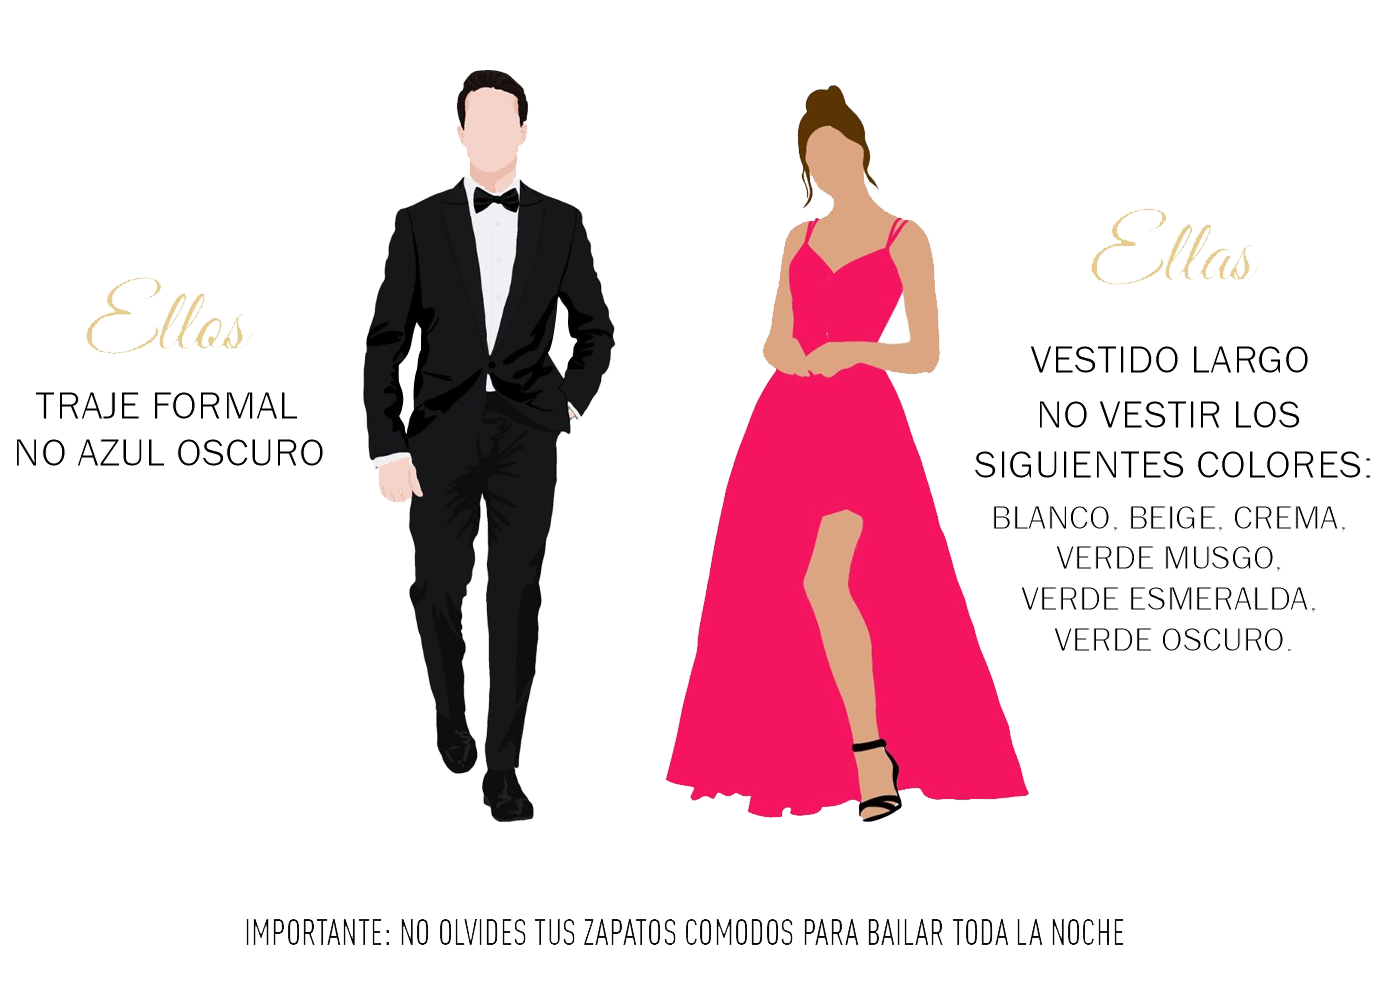 Ellos
TRAJE FORMAL
NO AZUL OSCURO
Ellas
VESTIDO LARGO
NO VESTIR LOS
SIGUIENTES COLORES:
BLANCO, BEIGE, CREMA,
VERDE MUSGO,
VERDE ESMERALDA,
VERDE OSCURO.
IMPORTANTE: NO OLVIDES TUS ZAPATOS COMODOS PARA BAILAR TODA LA NOCHE